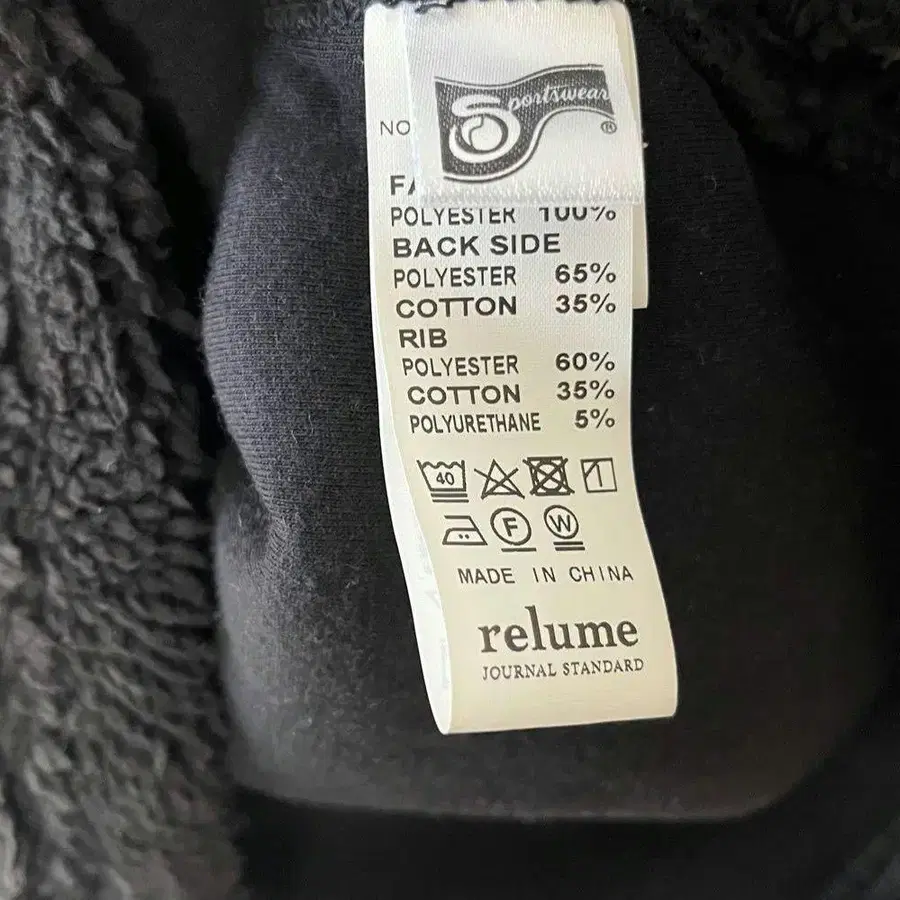 Sportswear
®
NO
FA
POLYESTER 100%
BACK SIDE
POLYESTER 65%
COTTON 35%
RIB
POLYESTER 60%
COTTON 35%
POLYURETHANE 5%
40
F W
MADE IN CHINA
relume
JOURNAL STANDARD